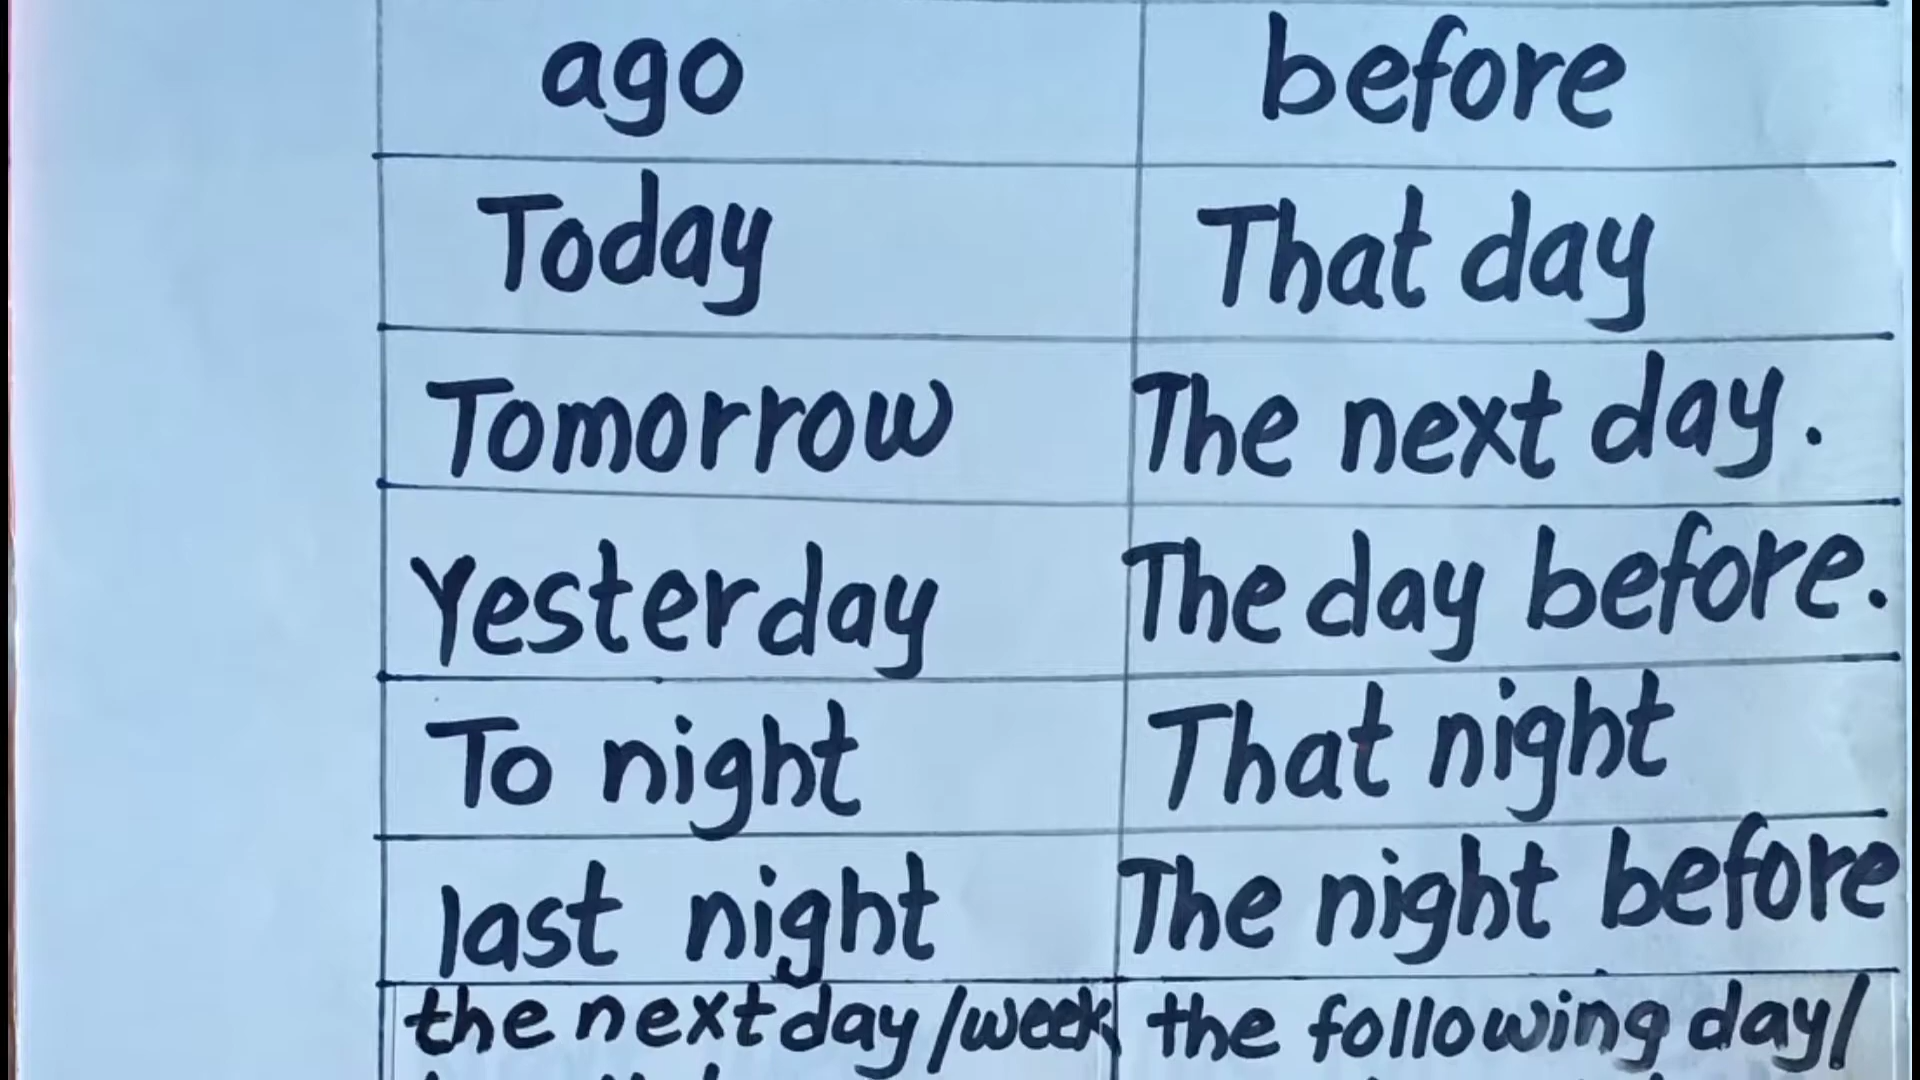 ago before
Today That day
Tomorrow The next day.
Yesterday The day before.
To night That night
last night The night before
the next day/week the following day/